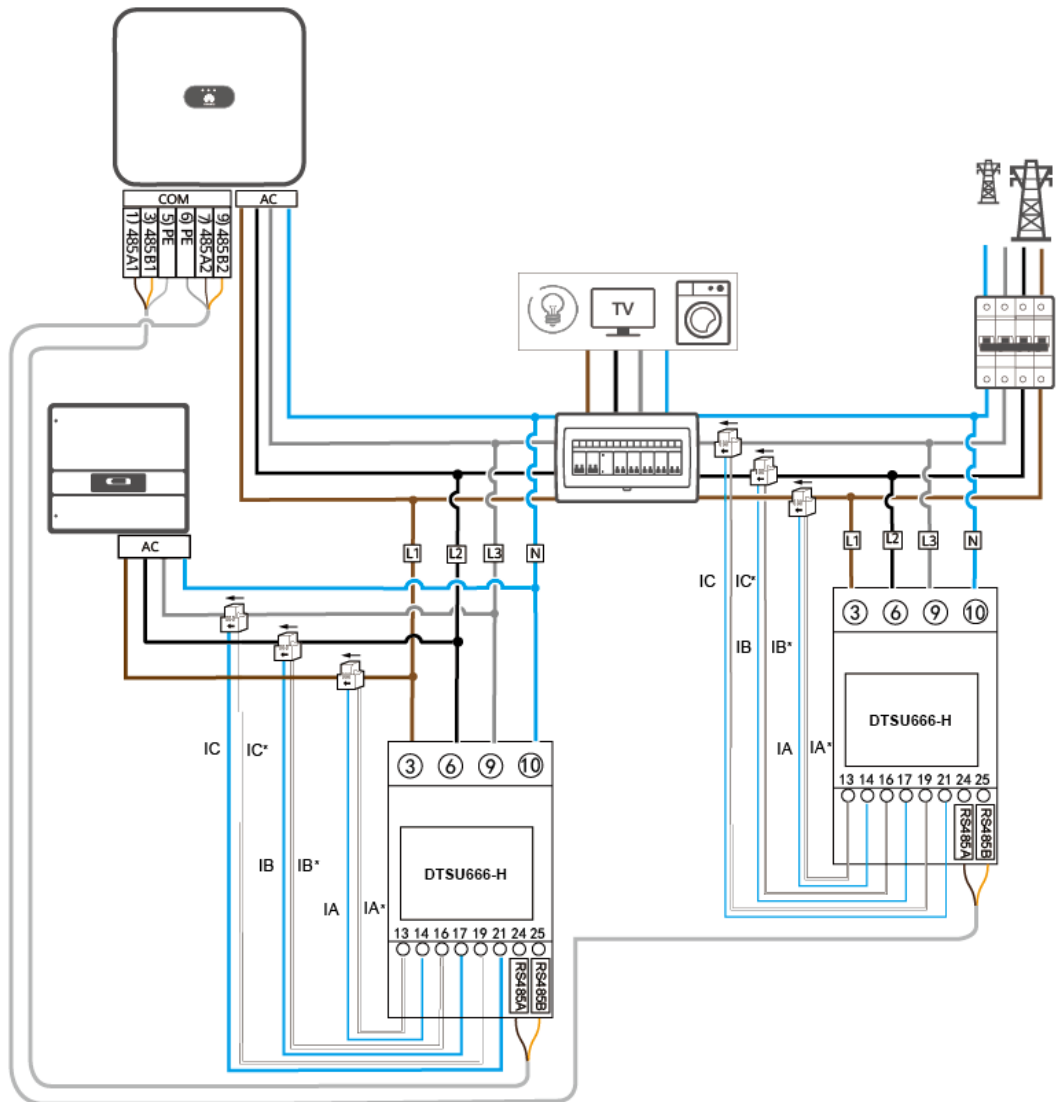 COM
AC
1) 485A1
3) 485B1
5) PE
6) PE
7) 485A2
9) 485B2
TV
AC
L1
L2
L3
N
L1
L2
L3
N
IC
IC*
IB
IB*
IA
IA*
3
6
9
10
DTSU666-H
13 14 16 17 19 21 24 25
RS485A
RS485B
IC
IC*
IB
IB*
IA
IA*
3
6
9
10
DTSU666-H
13 14 16 17 19 21 24 25
RS485A
RS485B